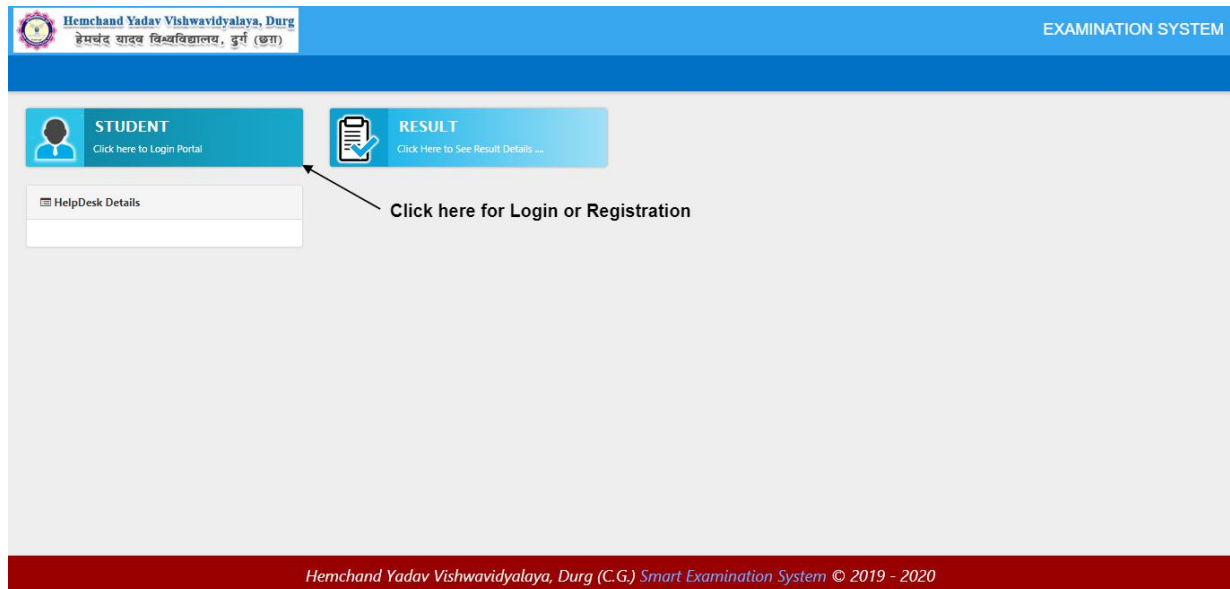 Hemchand Yadav Vishwavidyalaya, Durg
हेमचंद यादव विश्वविद्यालय, दुर्ग (छग)
EXAMINATION SYSTEM
STUDENT
Click here to Login Portal
RESULT
Click Here to See Result Details ....
HelpDesk Details
Click here for Login or Registration
Hemchand Yadav Vishwavidyalaya, Durg (C.G.) Smart Examination System © 2019 - 2020